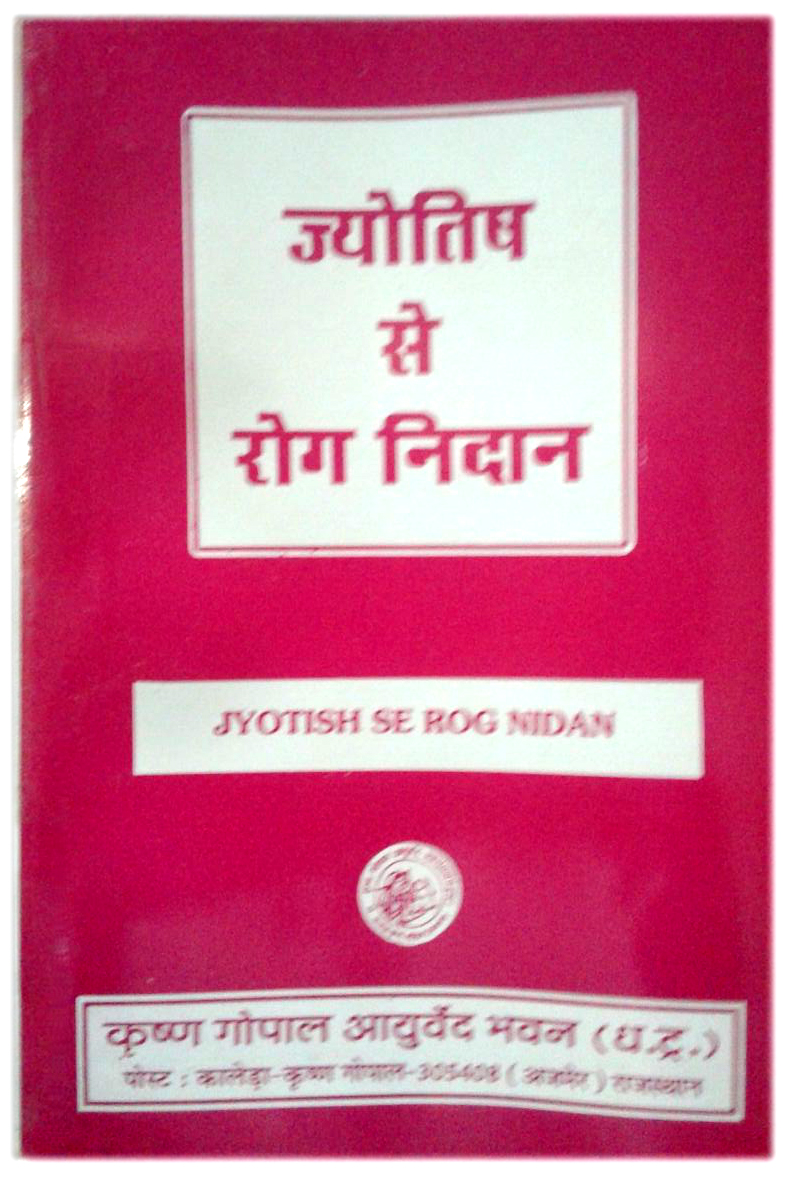 ज्योतिष
से
रोग निदान
JYOTISH SE ROG NIDAN
कृष्ण गोपाल आयुर्वेद भवन (ध.ट्र.)
पोस्ट : कालेड़ा-कृष्ण गोपाल-305408 ( अजमेर ) राजस्थान